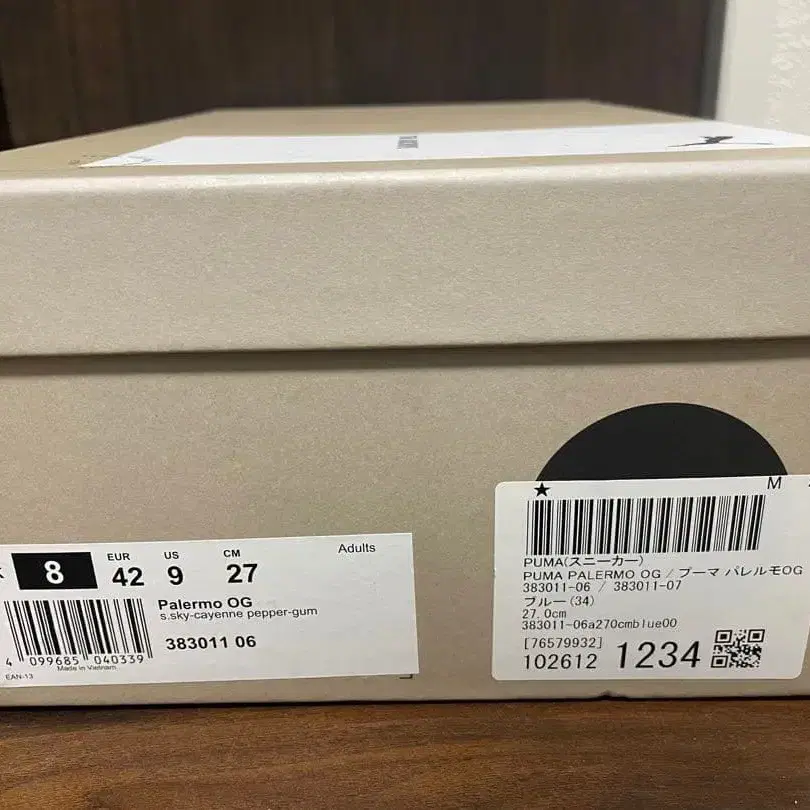 8
EUR
42
US
9
CM
27
Adults
Palermo OG
s.sky-cayenne pepper-gum
383011 06
4 099685 040339
Made in Vietnam
EAN-13
★ M
PUMA(スニーカー)
PUMA PALERMO OG / プーマ パレルモOG
383011-06 / 383011-07
ブルー(34)
27.0cm
383011-06a270cmblue00
[76579932]
102612 1234